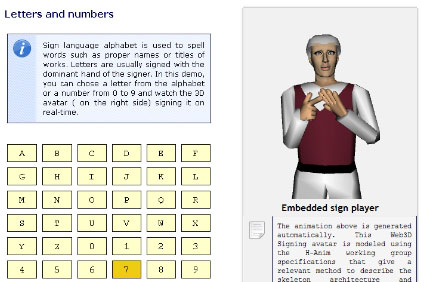 Letters and numbers
Sign language alphabet is used to spell
words such as proper names or titles of
works. Letters are usually signed with the
dominant hand of the signer. In this demo,
you can chose a letter from the alphabet
or a number from 0 to 9 and watch the 3D
avatar ( on the right side) signing it on
real-time.
A B C D E F
G H I J K L
M N O P Q R
S T U V W X
Y Z 0 1 2 3
4 5 6 7 8 9
Embedded sign player
The animation above is generated
automatically. This Web3D
Signing avatar is modeled using
the H-Anim working group
specifications that give a
relevant method to describe the
skeleton architecture and